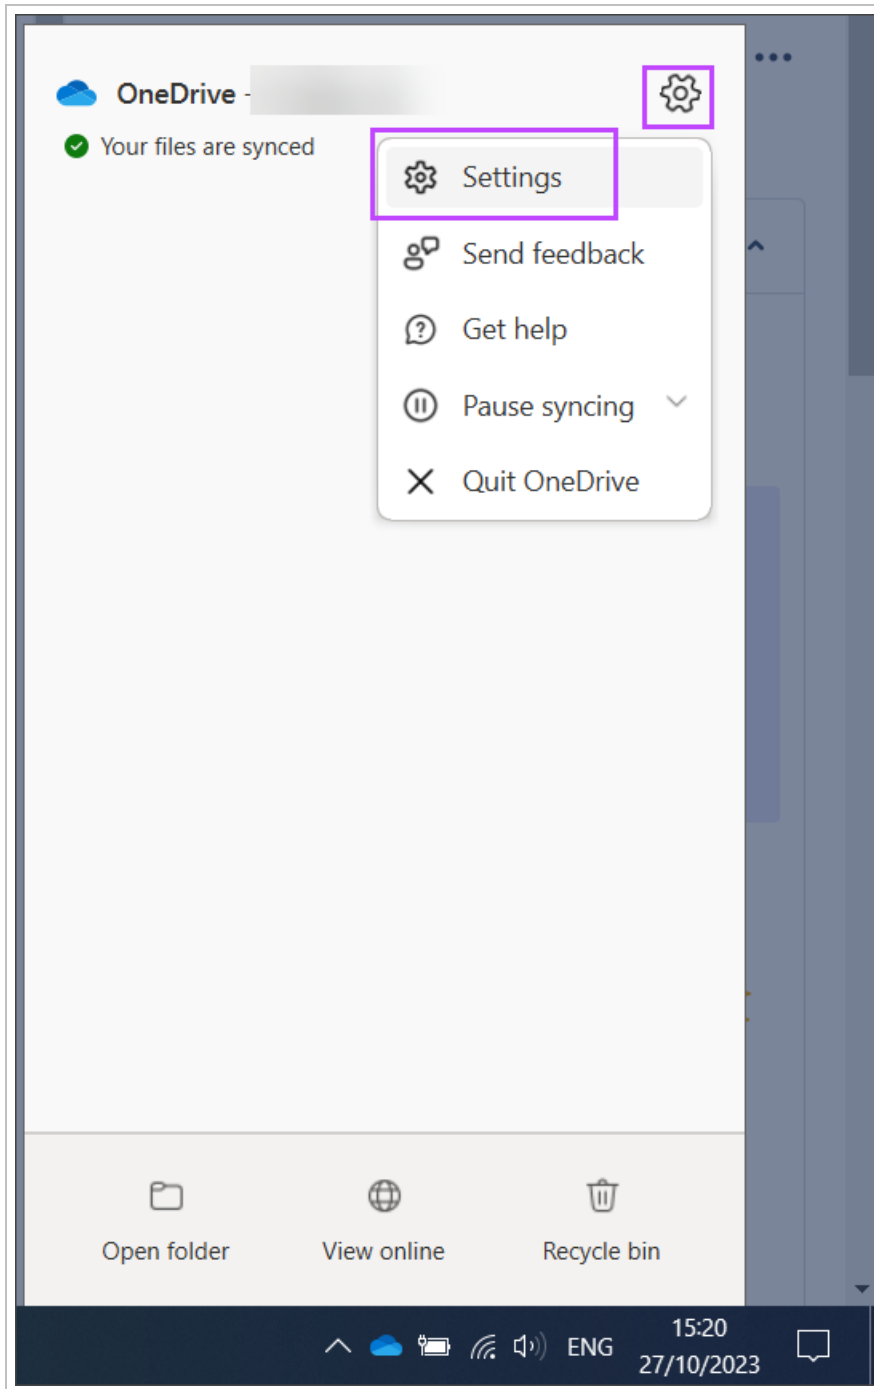 OneDrive -
Your files are synced
Settings
Send feedback
Get help
Pause syncing
Quit OneDrive
Open folder
View online
Recycle bin
ENG
15:20
27/10/2023